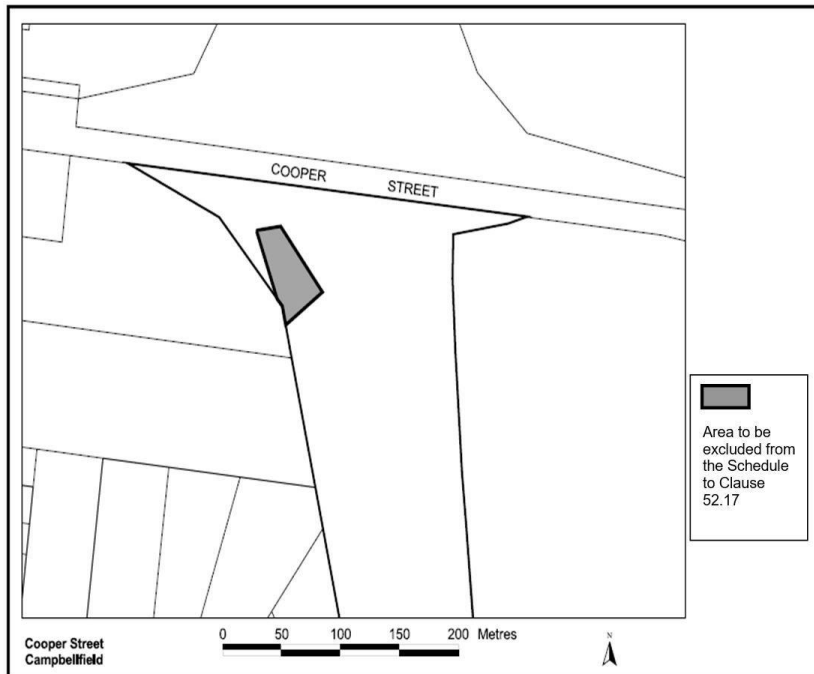 COOPER STREET
Area to be
excluded from
the Schedule
to Clause
52.17
Cooper Street
Campbellfield
0 50 100 150 200 Metres
N